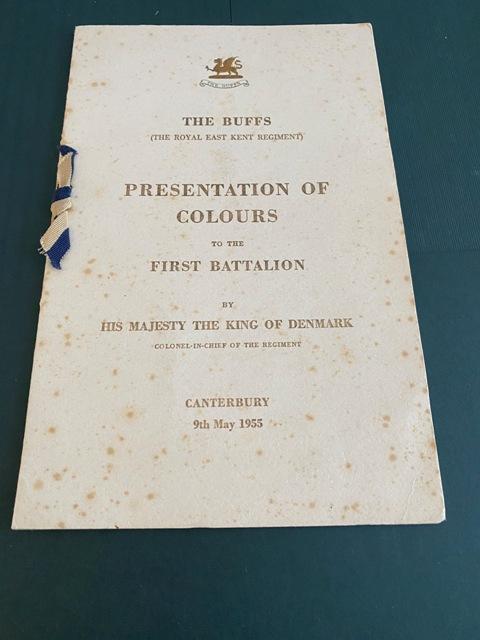 THE BUFFS
THE BUFFS
(THE ROYAL EAST KENT REGIMENT)
PRESENTATION OF
COLOURS
TO THE
FIRST BATTALION
BY
HIS MAJESTY THE KING OF DENMARK
COLONEL-IN-CHIEF OF THE REGIMENT
CANTERBURY
9th May 1955